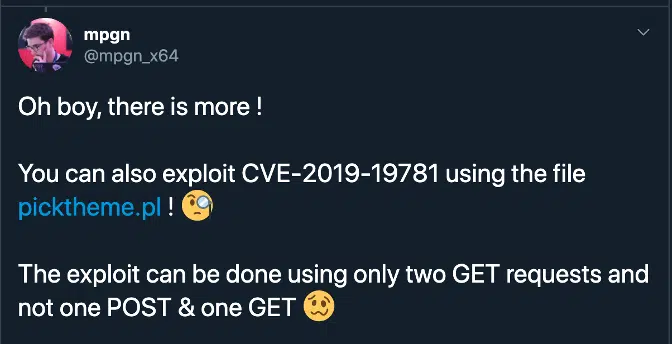 mpgn
@mpgn_x64
Oh boy, there is more !
You can also exploit CVE-2019-19781 using the file
picktheme.pl ! 🧐
The exploit can be done using only two GET requests and
not one POST & one GET 🥴